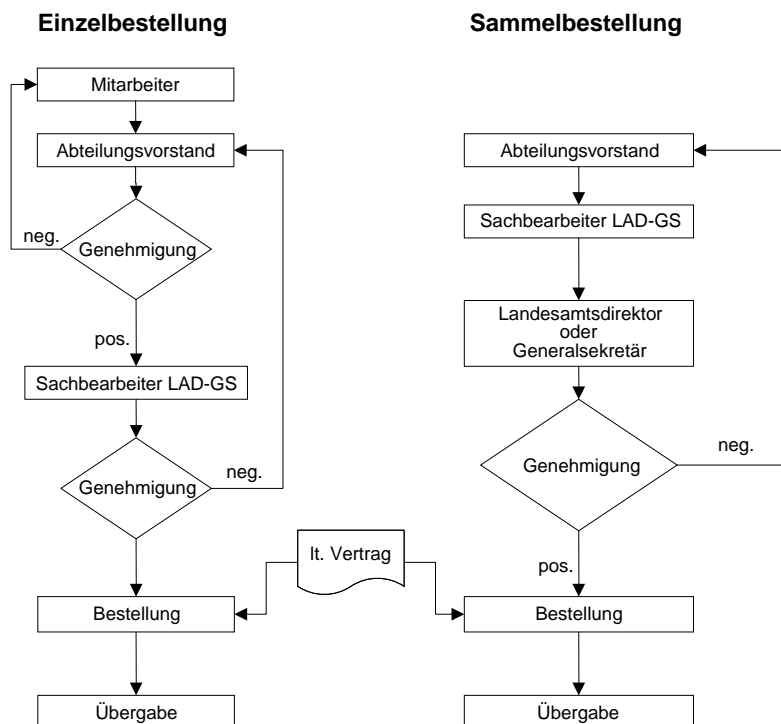 Einzelbestellung
Mitarbeiter
Abteilungsvorstand
neg.
Genehmigung
pos.
Sachbearbeiter LAD-GS
Genehmigung
neg.
lt. Vertrag
Bestellung
Übergabe
Sammelbestellung
Abteilungsvorstand
Sachbearbeiter LAD-GS
Landesamtsdirektor
oder
Generalsekretär
Genehmigung
neg.
pos.
Bestellung
Übergabe